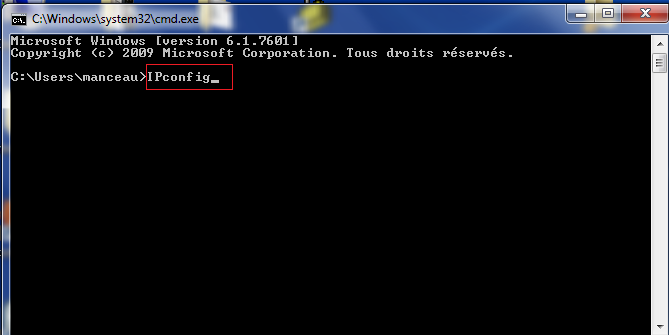 C:\Windows\system32\cmd.exe
Microsoft Windows [version 6.1.7601]
Copyright (c) 2009 Microsoft Corporation. Tous droits réservés.
C:\Users\manceau>IPconfig_